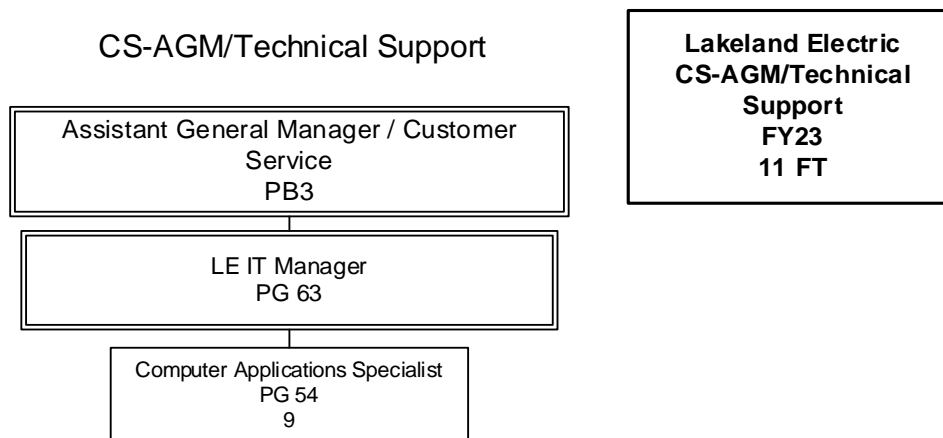 CS-AGM/Technical Support
Lakeland Electric
CS-AGM/Technical
Support
FY23
11 FT
Assistant General Manager / Customer
Service
PB3
LE IT Manager
PG 63
Computer Applications Specialist
PG 54
9